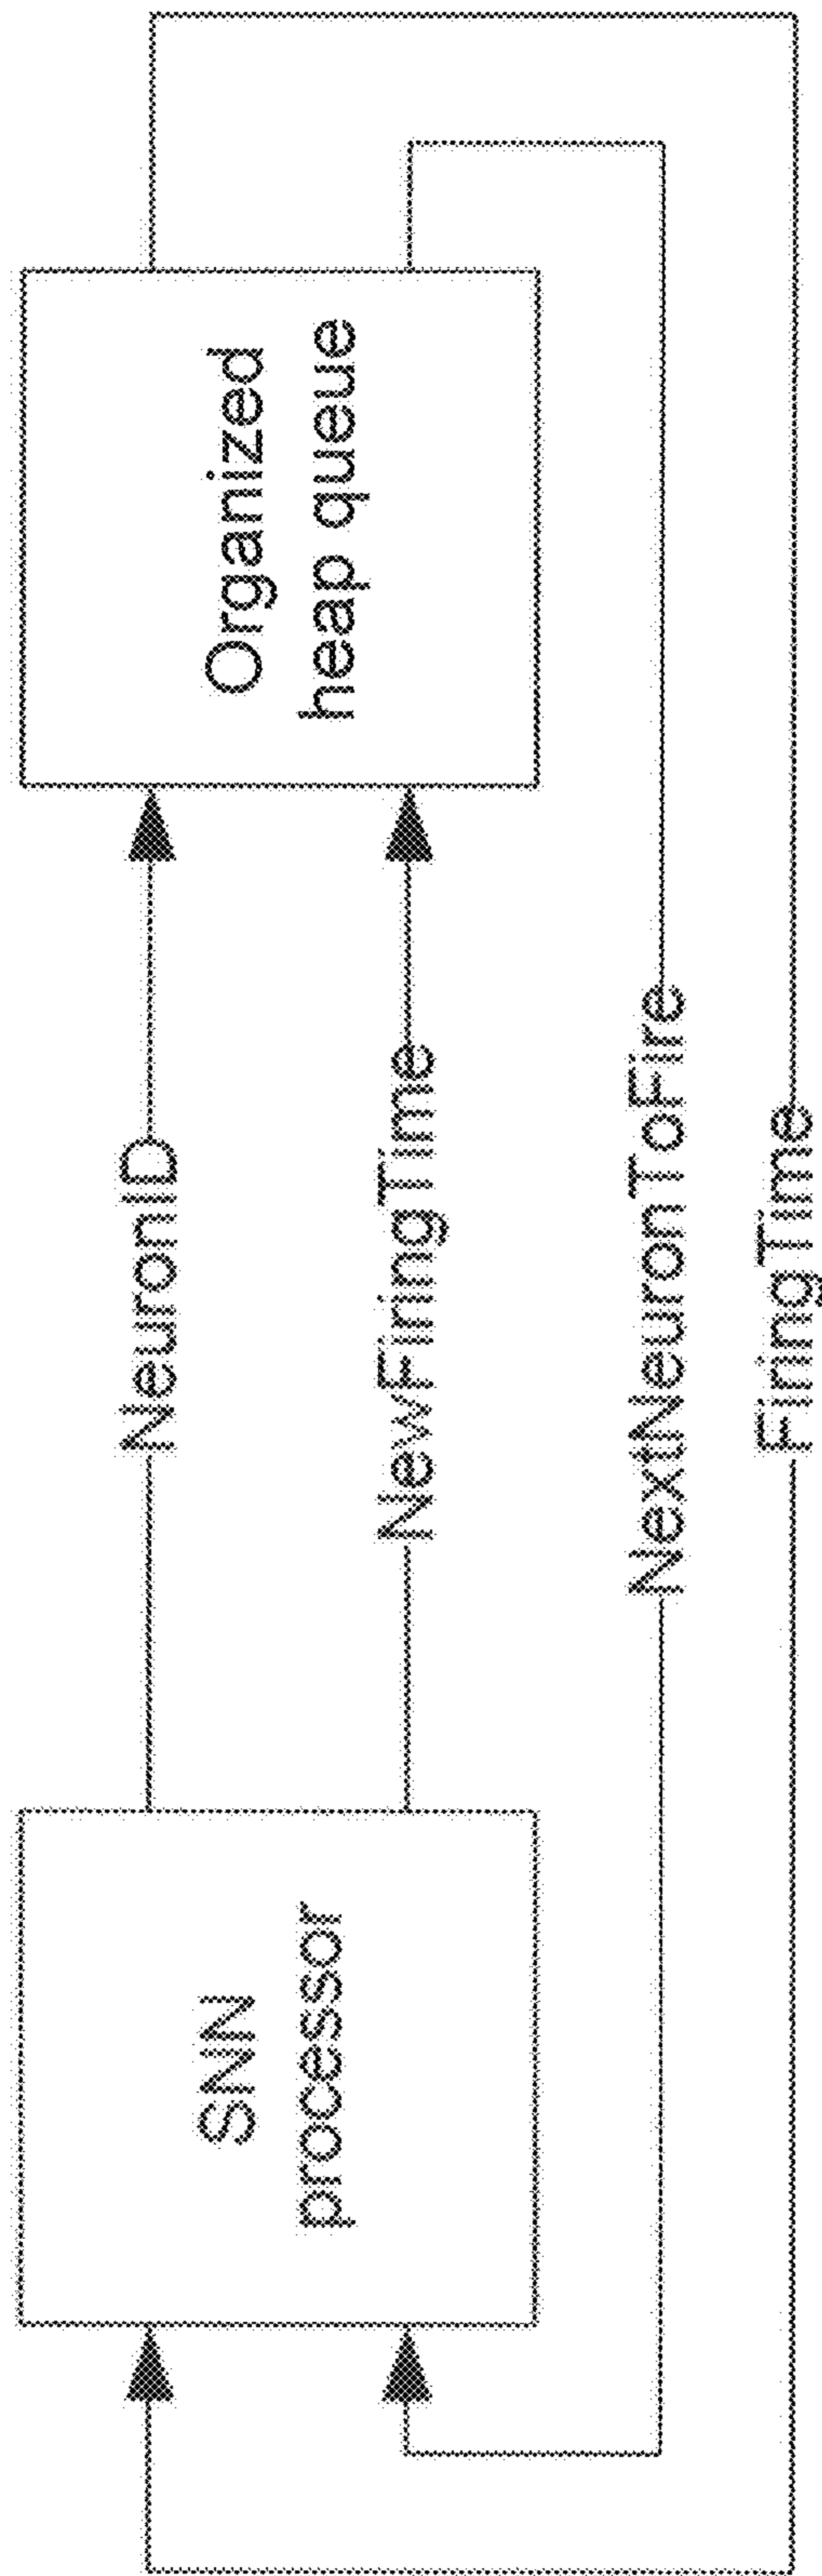 SNN
processor
NeuronID
NewFiringTime
Organized
heap queue
NextNeuronToFire
FiringTime